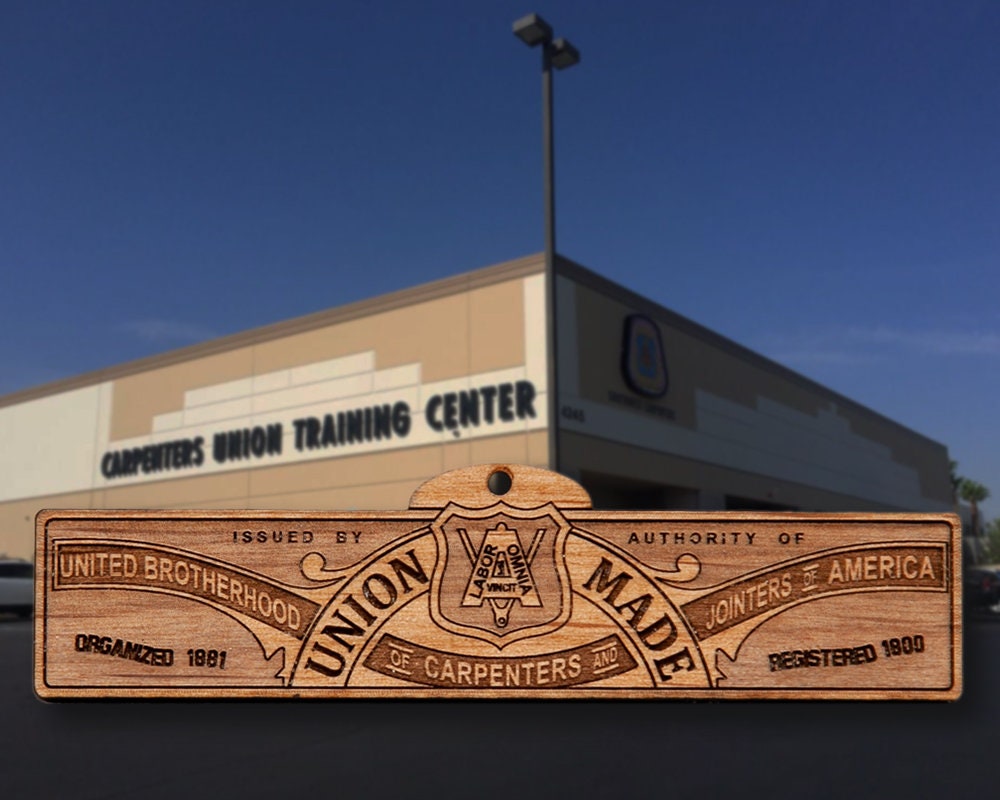 CARPENTERS UNION TRAINING CENTER
ISSUED BY
AUTHORITY OF
UNITED BROTHERHOOD
OF CARPENTERS AND
JOINTERS OF AMERICA
UNION MADE
LABOR
OMNIA
VINCIT
ORGANIZED 1881
REGISTERED 1900